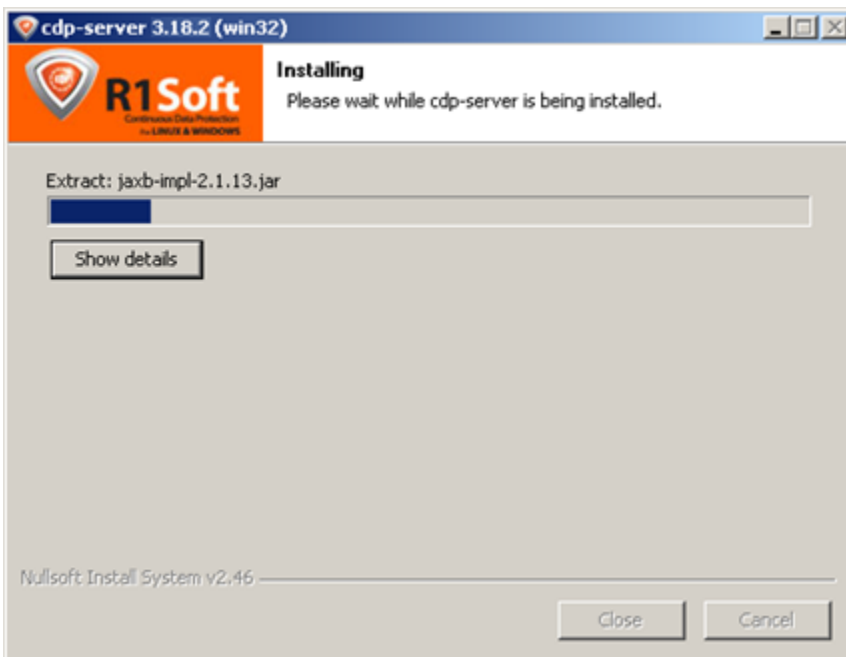 cdp-server 3.18.2 (win32)
R1Soft
Continuous Data Protection
For LINUX & WINDOWS
Installing
Please wait while cdp-server is being installed.
Extract: jaxb-impl-2.1.13.jar
Show details
Nullsoft Install System v2.46
Close
Cancel